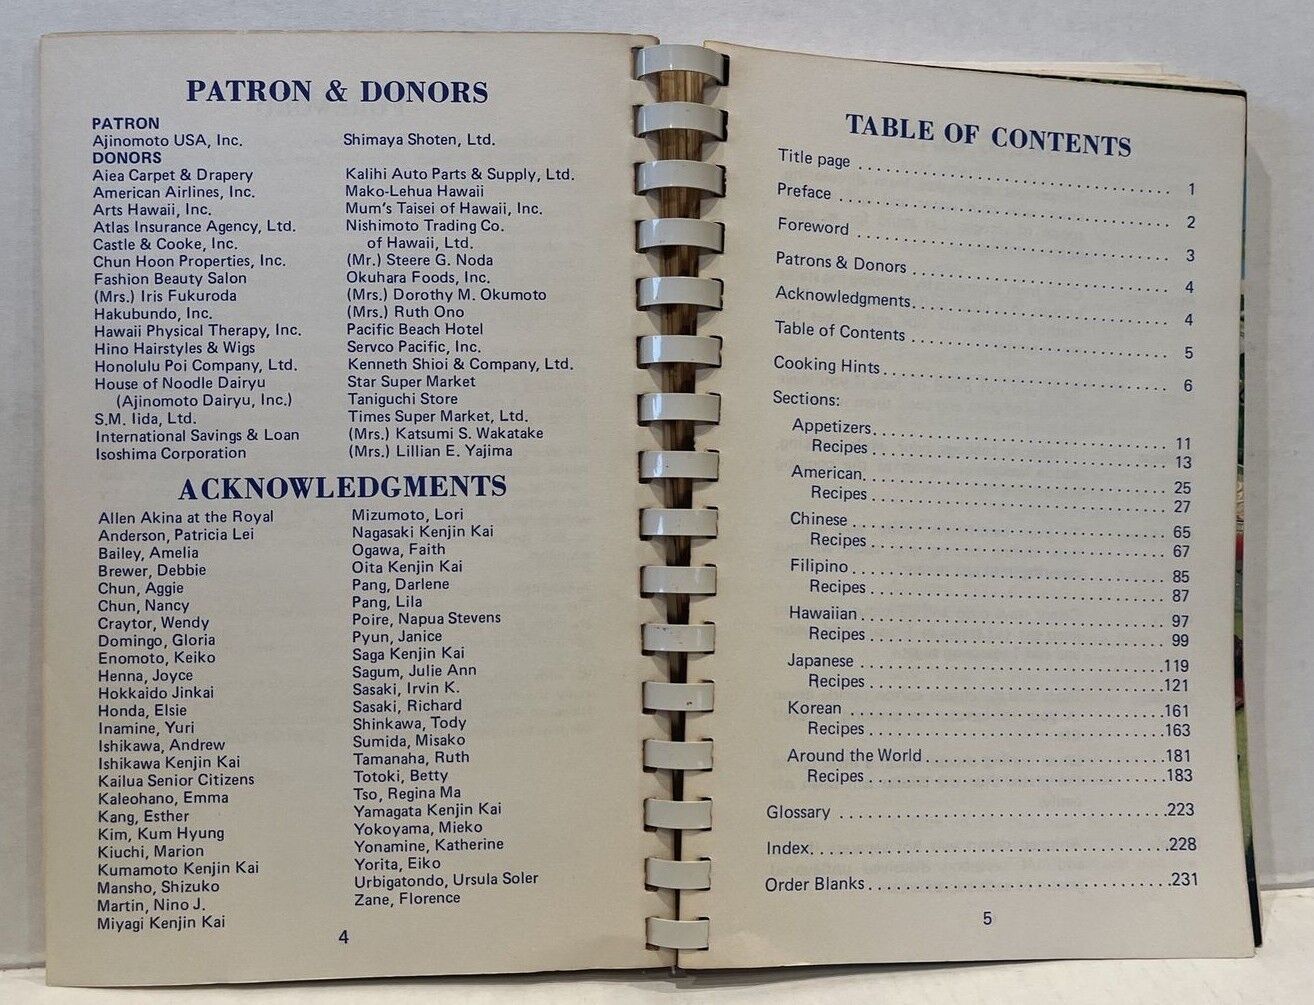 PATRON & DONORS
PATRON
Ajinomoto USA, Inc.
DONORS
Aiea Carpet & Drapery
American Airlines, Inc.
Arts Hawaii, Inc.
Atlas Insurance Agency, Ltd.
Castle & Cooke, Inc.
Chun Hoon Properties, Inc.
Fashion Beauty Salon
(Mrs.) Iris Fukuroda
Hakubundo, Inc.
Hawaii Physical Therapy, Inc.
Hino Hairstyles & Wigs
Honolulu Poi Company, Ltd.
House of Noodle Dairyu
(Ajinomoto Dairyu, Inc.)
S.M. Iida, Ltd.
International Savings & Loan
Isoshima Corporation
Shimaya Shoten, Ltd.
Kalihi Auto Parts & Supply, Ltd.
Mako-Lehua Hawaii
Mum's Taisei of Hawaii, Inc.
Nishimoto Trading Co.
of Hawaii, Ltd.
(Mr.) Steere G. Noda
Okuhara Foods, Inc.
(Mrs.) Dorothy M. Okumoto
(Mrs.) Ruth Ono
Pacific Beach Hotel
Servco Pacific, Inc.
Kenneth Shioi & Company, Ltd.
Star Super Market
Taniguchi Store
Times Super Market, Ltd.
(Mrs.) Katsumi S. Wakatake
(Mrs.) Lillian E. Yajima
ACKNOWLEDGMENTS
Allen Akina at the Royal
Anderson, Patricia Lei
Bailey, Amelia
Brewer, Debbie
Chun, Aggie
Chun, Nancy
Craytor, Wendy
Domingo, Gloria
Enomoto, Keiko
Henna, Joyce
Hokkaido Jinkai
Honda, Elsie
Inamine, Yuri
Ishikawa, Andrew
Ishikawa Kenjin Kai
Kailua Senior Citizens
Kaleohano, Emma
Kang, Esther
Kim, Kum Hyung
Kiuchi, Marion
Kumamoto Kenjin Kai
Mansho, Shizuko
Martin, Nino J.
Miyagi Kenjin Kai
Mizumoto, Lori
Nagasaki Kenjin Kai
Ogawa, Faith
Oita Kenjin Kai
Pang, Darlene
Pang, Lila
Poire, Napua Stevens
Pyun, Janice
Saga Kenjin Kai
Sagum, Julie Ann
Sasaki, Irvin K.
Sasaki, Richard
Shinkawa, Tody
Sumida, Misako
Tamanaha, Ruth
Totoki, Betty
Tso, Regina Ma
Yamagata Kenjin Kai
Yokoyama, Mieko
Yonamine, Katherine
Yorita, Eiko
Urbigatondo, Ursula Soler
Zane, Florence
4
TABLE OF CONTENTS
Title page . . . . . 1
Preface . . . . . 2
Foreword . . . . . 3
Patrons & Donors . . . . . 4
Acknowledgments . . . . . 4
Table of Contents . . . . . 5
Cooking Hints . . . . . 6
Sections:
Appetizers . . . . . 11
Recipes . . . . . 13
American . . . . . 25
Recipes . . . . . 27
Chinese . . . . . 65
Recipes . . . . . 67
Filipino . . . . . 85
Recipes . . . . . 87
Hawaiian . . . . . 97
Recipes . . . . . 99
Japanese . . . . . 119
Recipes . . . . . 121
Korean . . . . . 161
Recipes . . . . . 163
Around the World . . . . . 181
Recipes . . . . . 183
Glossary . . . . . 223
Index . . . . . 228
Order Blanks . . . . . 231
5